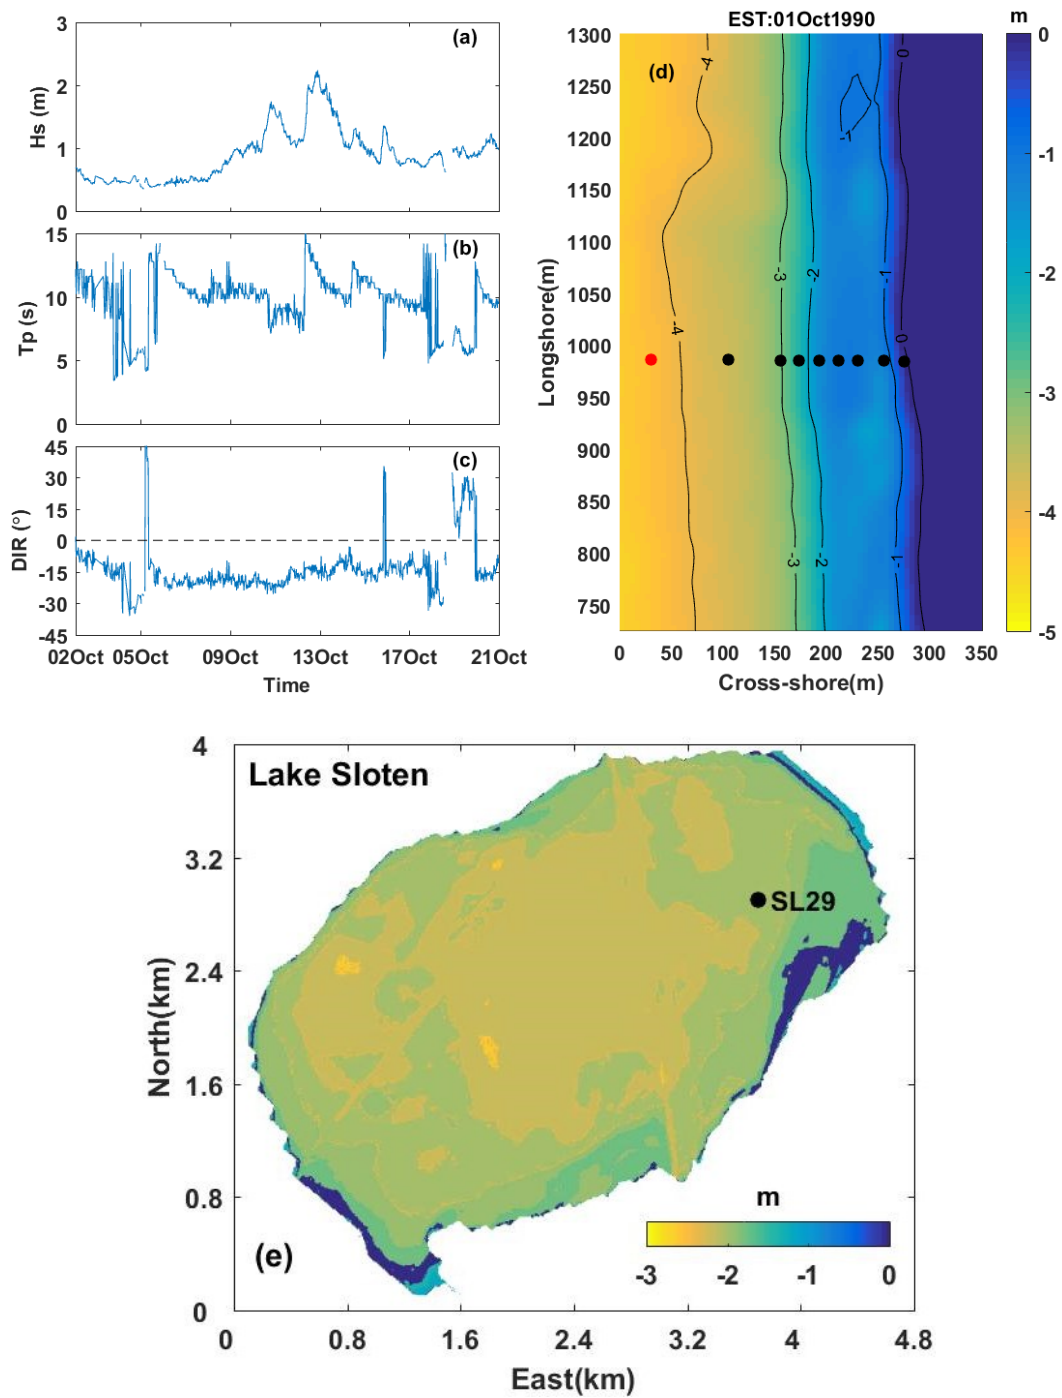 3
(a)
2
Hs (m)
1
0
15
(b)
10
Tp (s)
5
0
45
(c)
30
15
DIR (°)
0
-15
-30
-45
02Oct 05Oct 09Oct 13Oct 17Oct 21Oct
Time
EST:01Oct1990
m
1300
(d)
1250
1200
1150
1100
1050
Longshore(m)
1000
950
900
850
800
750
-4
-4
-3
-3
-2
-2
-1
-1
-1
0
0
0
50
100
150
200
250
300
350
Cross-shore(m)
0
-1
-2
-3
-4
-5
Lake Sloten
4
3.2
2.4
North(km)
1.6
0.8
0
SL29
m
-3 -2 -1 0
(e)
0 0.8 1.6 2.4 3.2 4 4.8
East(km)